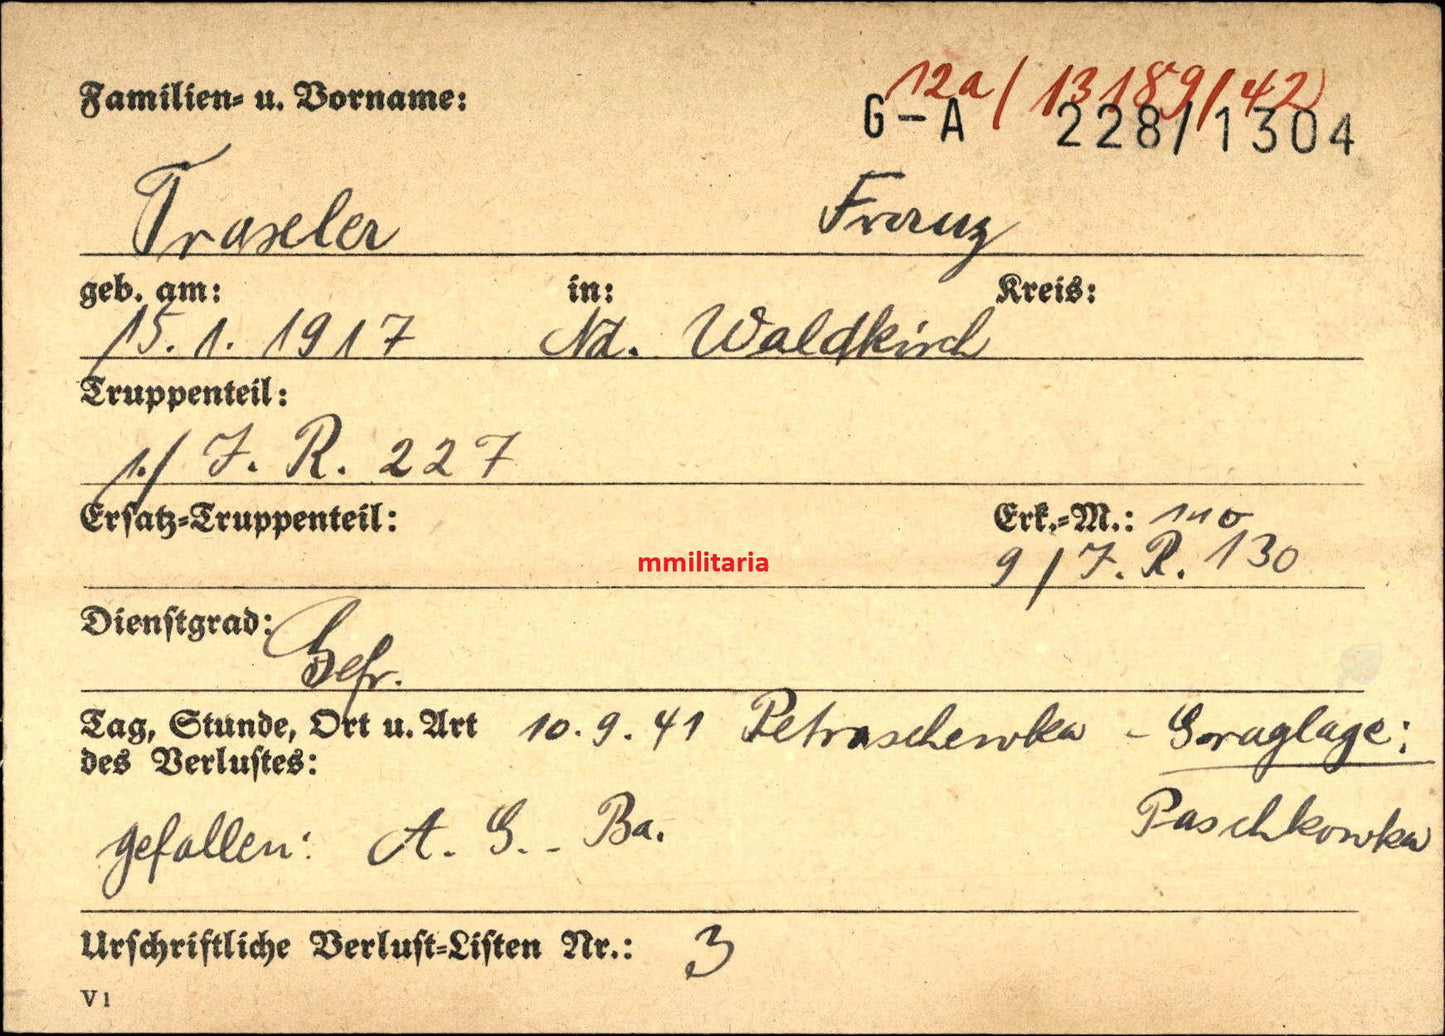 12a/13189/42
Familien- u. Vorname:
G-A 228/1304
Traxler Franz
geb. am: in: Kreis:
15. 1. 1917 Nd. Waldkirch
Truppenteil:
1./ J. R. 227
Ersatz-Truppenteil: Erk.-M.:
mmilitaria
9/J. R. 130
Dienstgrad:
Gefr.
Tag, Stunde, Ort u. Art 10.9.41 Petraschewka - Graglage:
des Verlustes:
Paschkowka
gefallen: A. G. - Ba.
Urschriftliche Verlust-Listen Nr.: 3
V1